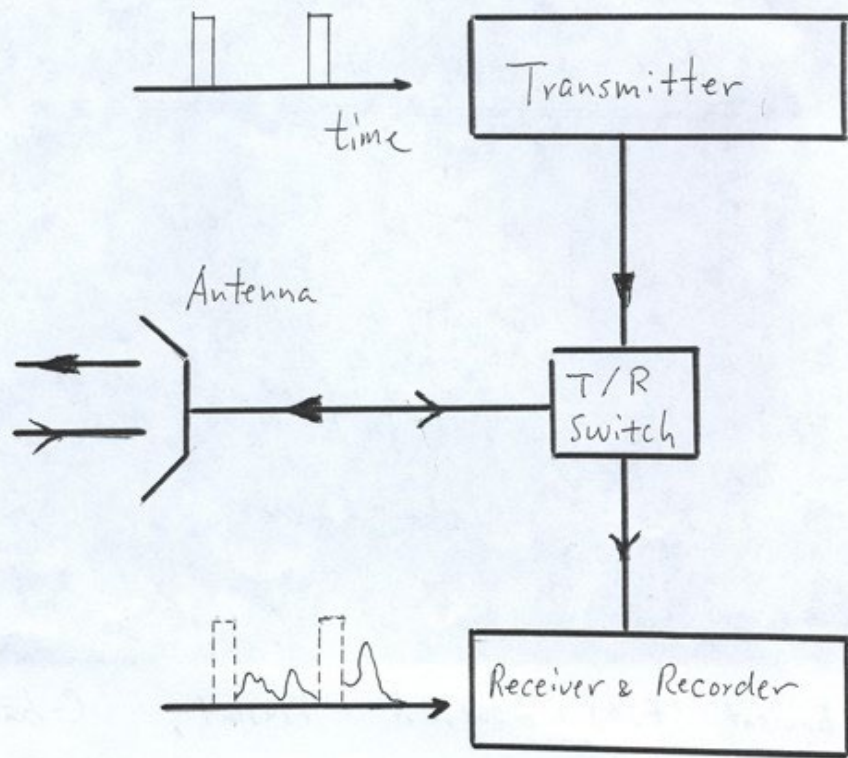 Transmitter
time
Antenna
T/R
Switch
Receiver & Recorder